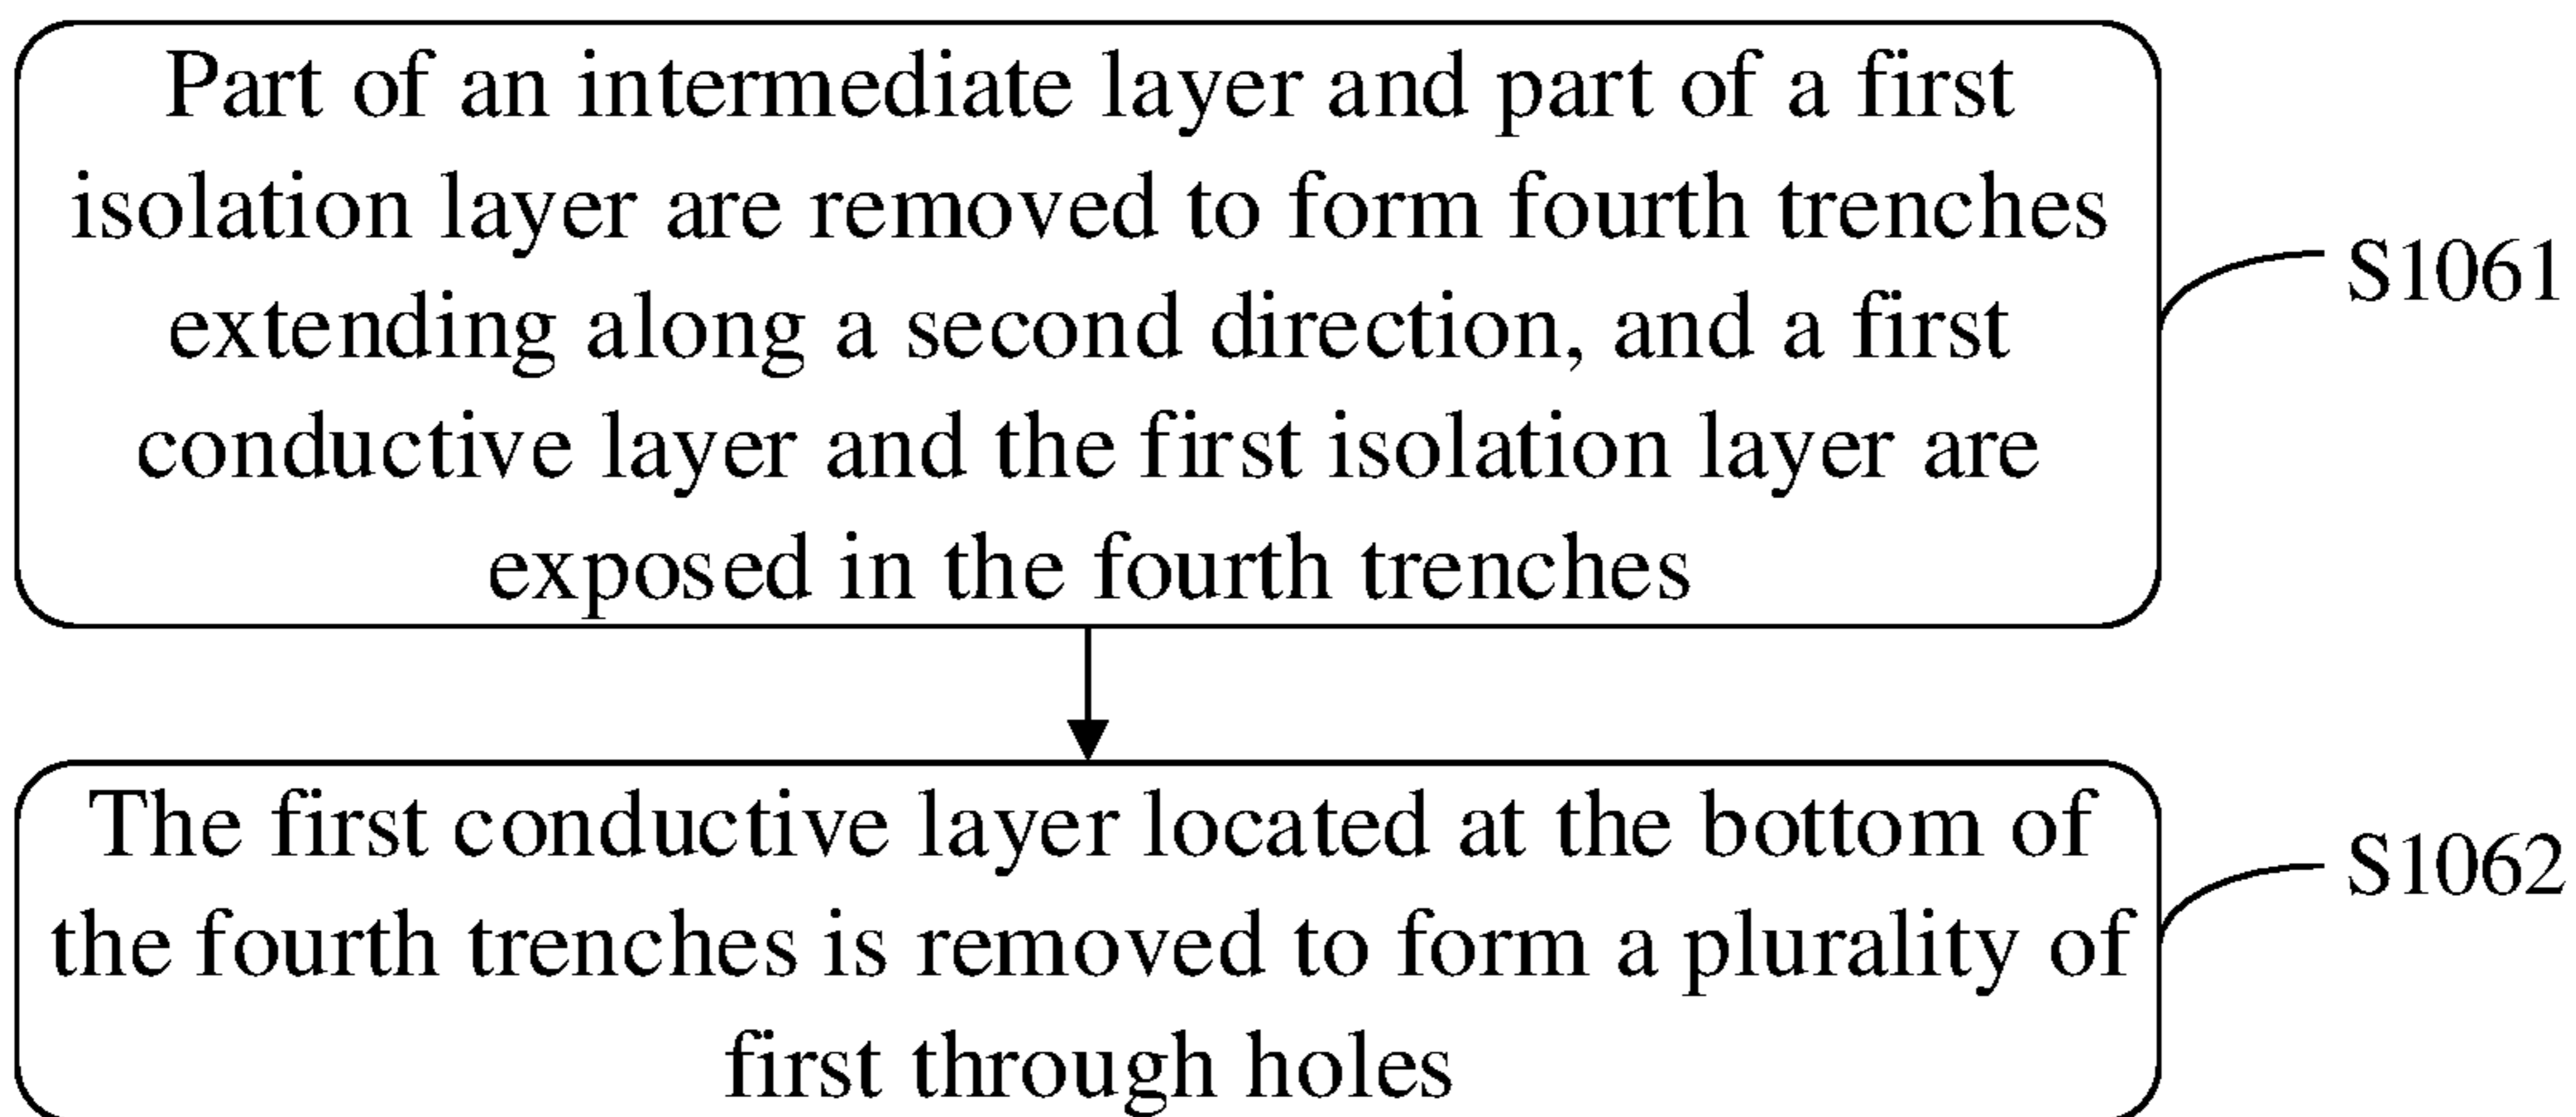 Part of an intermediate layer and part of a first
isolation layer are removed to form fourth trenches
extending along a second direction, and a first
conductive layer and the first isolation layer are
exposed in the fourth trenches
S1061
The first conductive layer located at the bottom of
the fourth trenches is removed to form a plurality of
first through holes
S1062